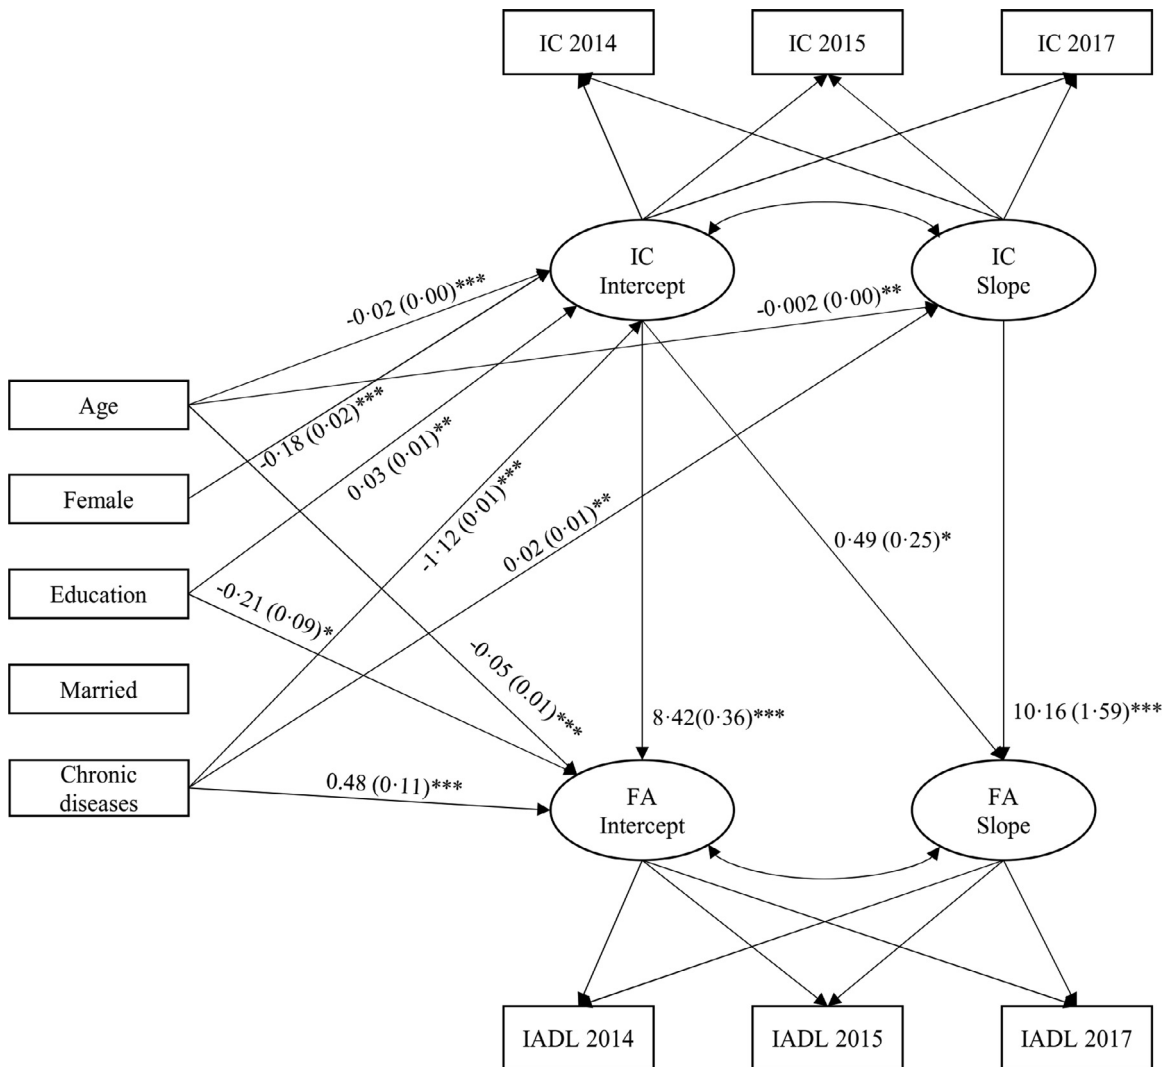 IC 2014
IC 2015
IC 2017
IC
Intercept
IC
Slope
-0·02 (0·00)***
-0·002 (0·00)**
Age
-0·18 (0·02)***
0·03 (0·01)**
Female
-1·12 (0·01)***
0·02 (0·01)**
0·49 (0·25)*
Education
-0·21 (0·09)*
-0·05 (0.01)***
Married
8·42(0·36)***
10·16 (1·59)***
Chronic
diseases
0.48 (0·11)***
FA
Intercept
FA
Slope
IADL 2014
IADL 2015
IADL 2017